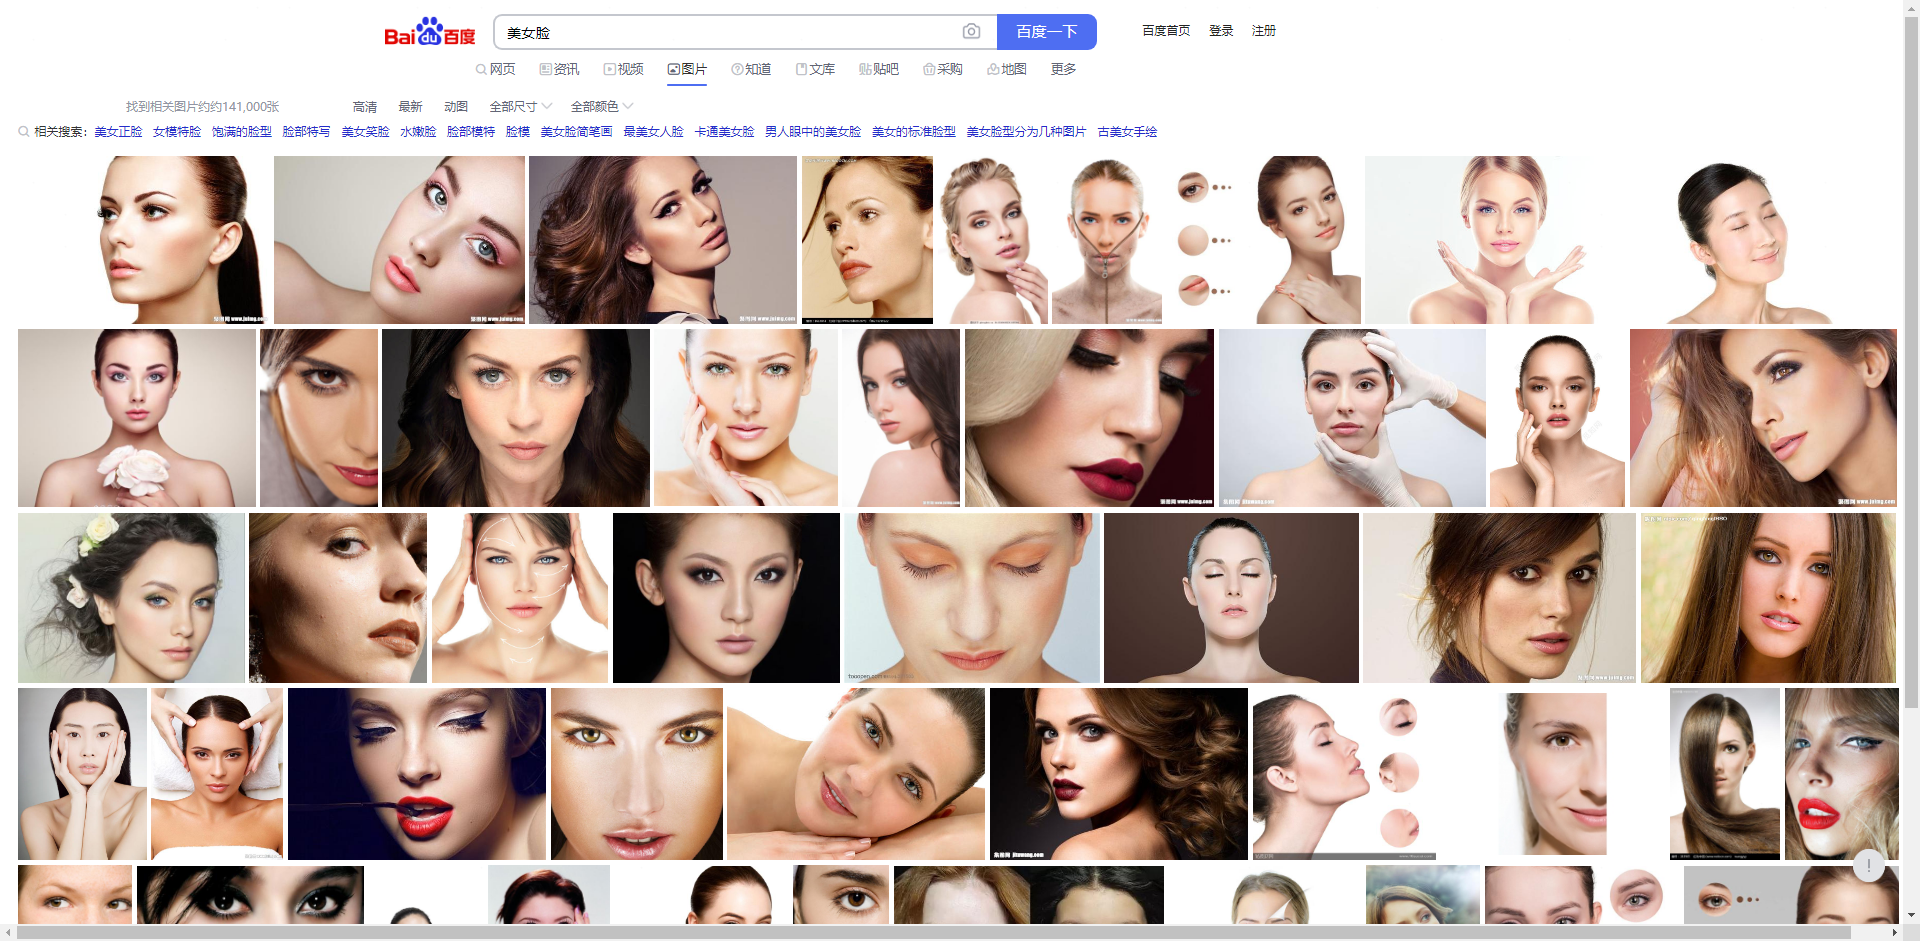 Bai du 百度
美女脸
百度一下
百度首页 登录 注册
网页 资讯 视频 图片 知道 文库 贴吧 采购 地图 更多
找到相关图片约约141,000张
高清 最新 动图 全部尺寸 全部颜色
相关搜索: 美女正脸 女模特脸 饱满的脸型 脸部特写 美女笑脸 水嫩脸 脸部模特 脸模 美女脸简笔画 最美女人脸 卡通美女脸 男人眼中的美女脸 美女的标准脸型 美女脸型分为几种图片 古美女手绘